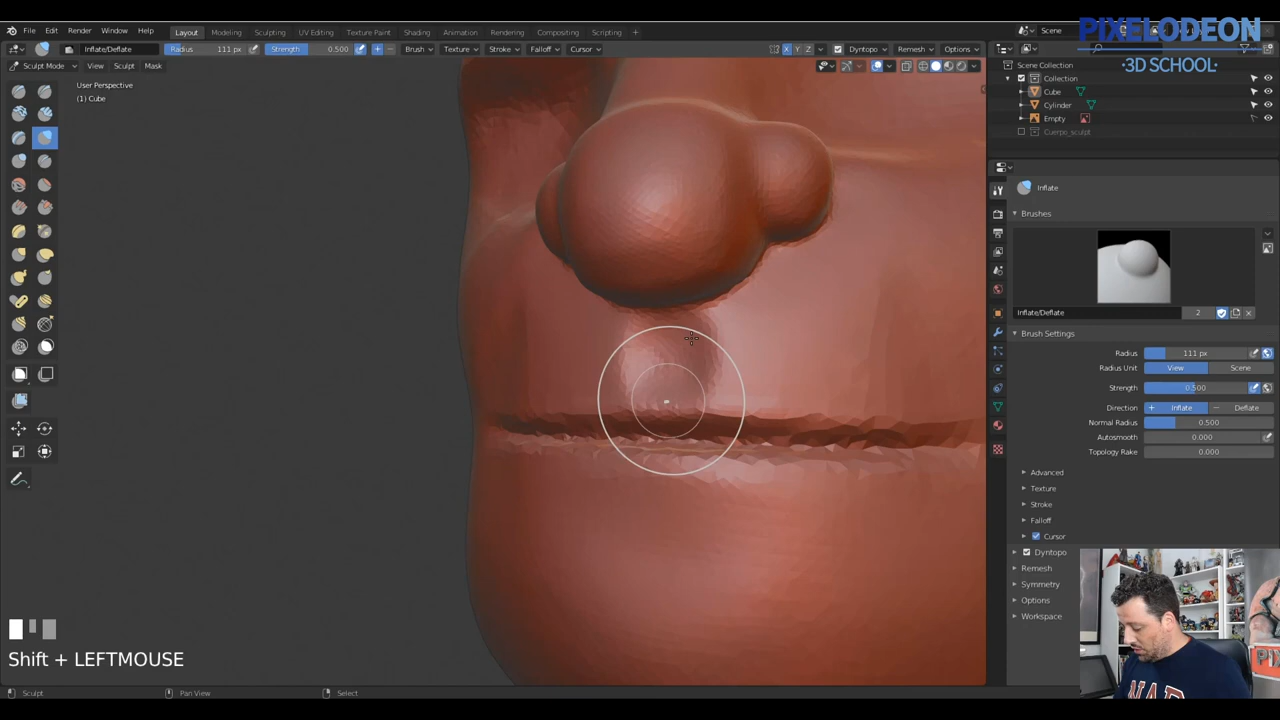 File Edit Render Window Help Layout Modeling Sculpting UV Editing Texture Paint Shading Animation Rendering Compositing Scripting + Scene
PIXELODEON
·3D SCHOOL·
Inflate/Deflate Radius 111 px Strength 0.500 Brush Texture Stroke Falloff Cursor X Y Z Dyntopo Remesh Options
Sculpt Mode View Sculpt Mask
Scene Collection
Collection
Cube
Cylinder
Empty
Cuerpo_sculpt
User Perspective
(1) Cube
Inflate
Brushes
Inflate/Deflate 2
Brush Settings
Radius 111 px
Radius Unit View Scene
Strength 0.500
Direction + Inflate − Deflate
Normal Radius 0.500
Autosmooth 0.000
Topology Rake 0.000
Advanced
Texture
Stroke
Falloff
Cursor
Dyntopo
Remesh
Symmetry
Options
Workspace
Shift + LEFTMOUSE
Sculpt Pan View Select